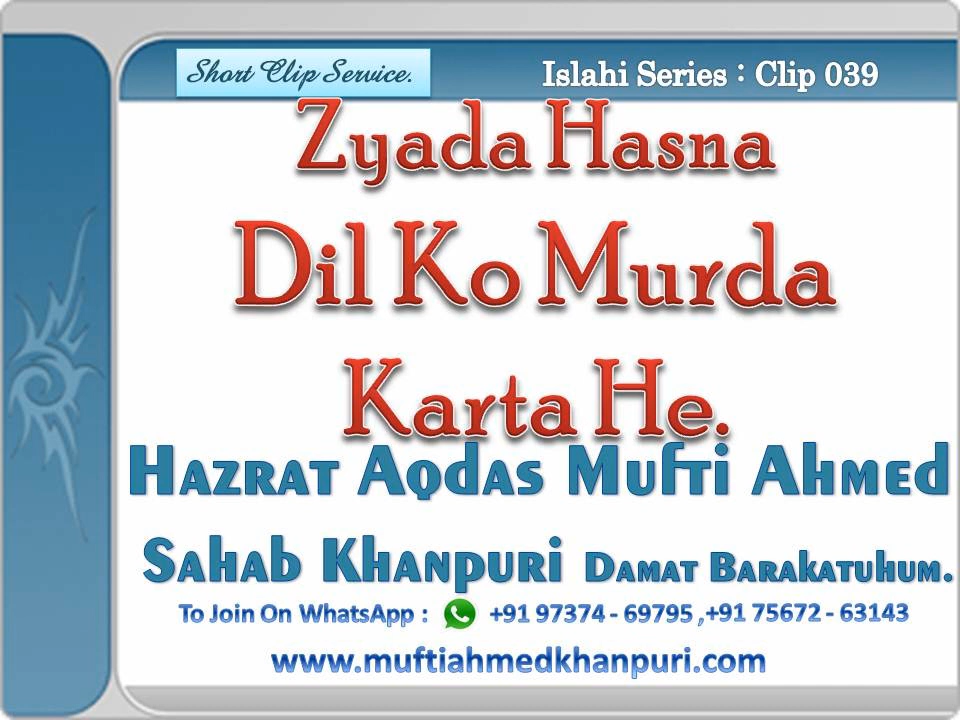 Short Clip Service.
Islahi Series : Clip 039
Zyada Hasna
Dil Ko Murda
Karta He.
Hazrat Aqdas Mufti Ahmed
Sahab Khanpuri Damat Barakatuhum.
To Join On WhatsApp : +91 97374 - 69795 ,+91 75672 - 63143
www.muftiahmedkhanpuri.com